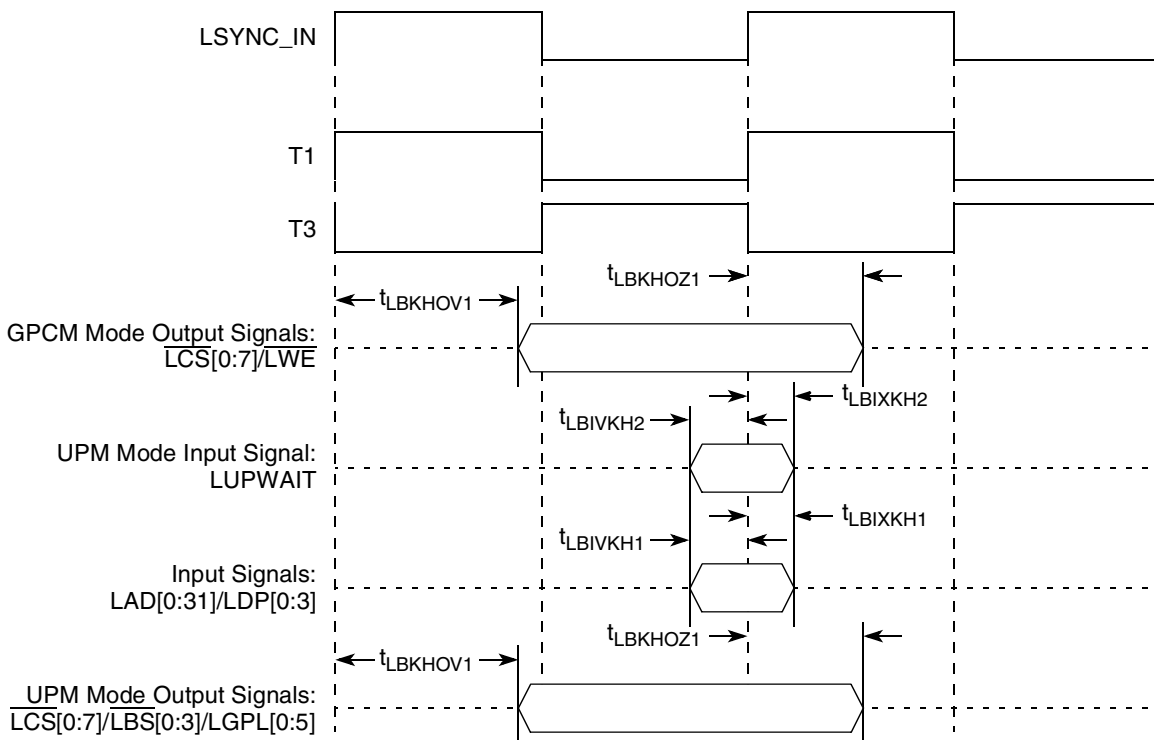 LSYNC_IN
T1
T3
tLBKHOZ1
tLBKHOV1
GPCM Mode Output Signals:
LCS[0:7]/LWE
tLBIXKH2
tLBIVKH2
UPM Mode Input Signal:
LUPWAIT
tLBIXKH1
tLBIVKH1
Input Signals:
LAD[0:31]/LDP[0:3]
tLBKHOZ1
tLBKHOV1
UPM Mode Output Signals:
LCS[0:7]/LBS[0:3]/LGPL[0:5]